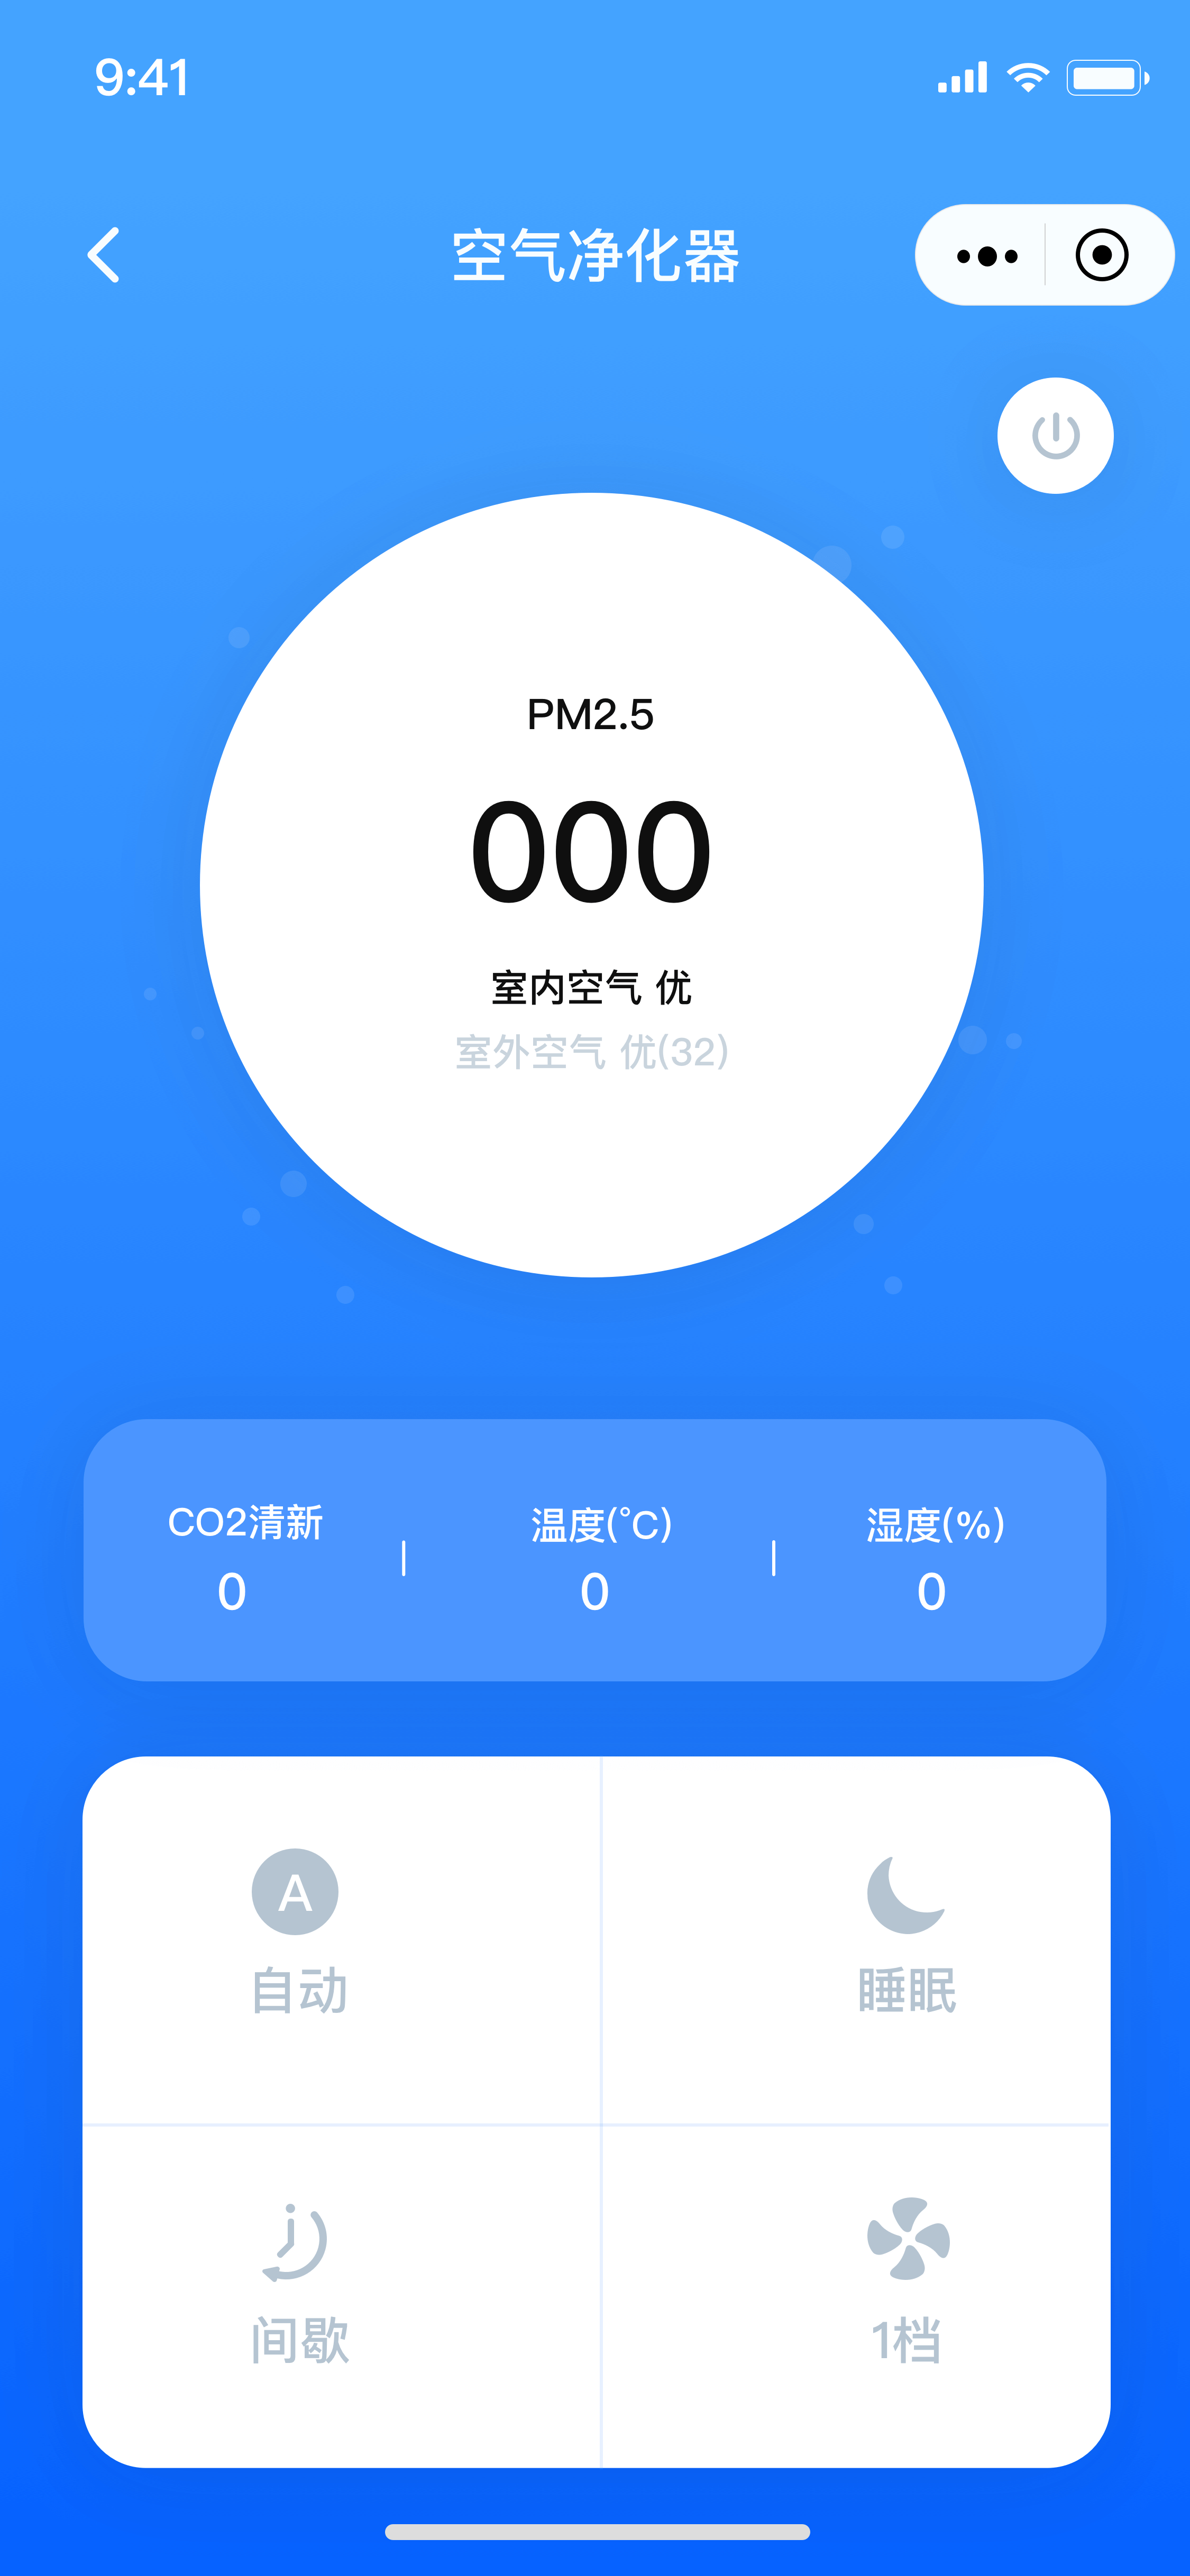 9:41
空气净化器
PM2.5
000
室内空气 优
室外空气 优(32)
CO2清新 温度(°C) 湿度(%)
0 0 0
A
自动 睡眠
间歇 1档